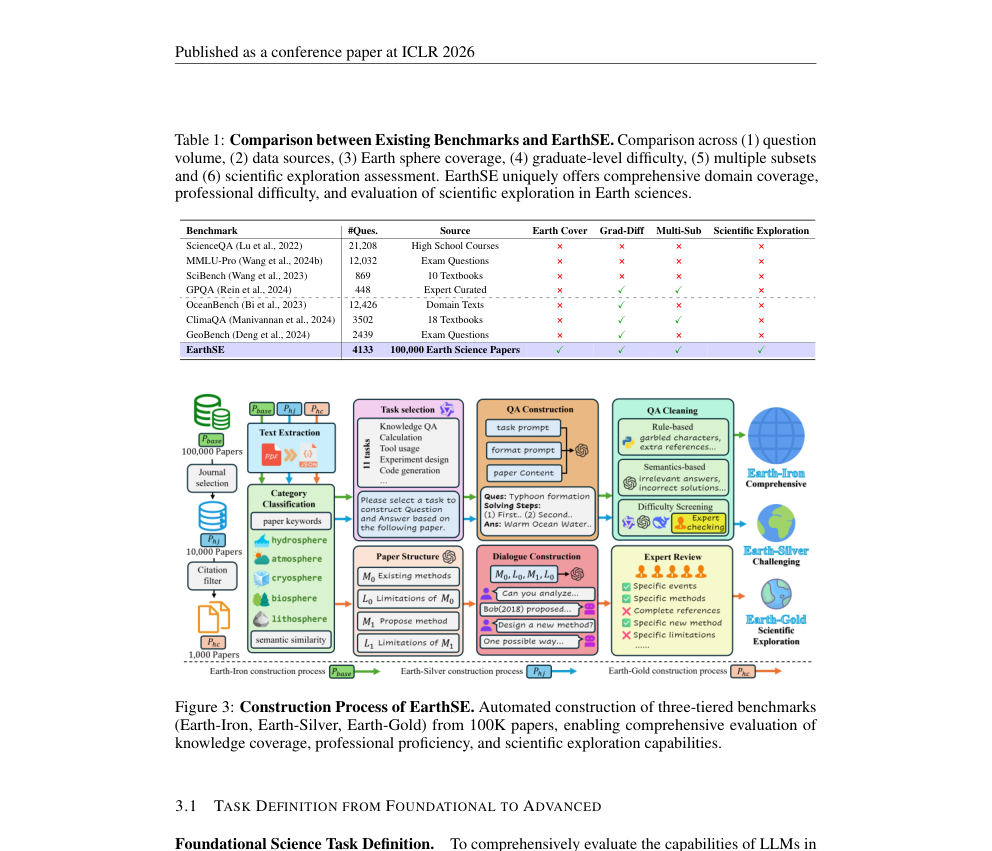 Published as a conference paper at ICLR 2026
Table 1: Comparison between Existing Benchmarks and EarthSE. Comparison across (1) question
volume, (2) data sources, (3) Earth sphere coverage, (4) graduate-level difficulty, (5) multiple subsets
and (6) scientific exploration assessment. EarthSE uniquely offers comprehensive domain coverage,
professional difficulty, and evaluation of scientific exploration in Earth sciences.
Benchmark #Ques. Source Earth Cover Grad-Diff Multi-Sub Scientific Exploration
ScienceQA (Lu et al., 2022) 21,208 High School Courses × × × ×
MMLU-Pro (Wang et al., 2024b) 12,032 Exam Questions × × × ×
SciBench (Wang et al., 2023) 869 10 Textbooks × × × ×
GPQA (Rein et al., 2024) 448 Expert Curated × ✓ ✓ ×
OceanBench (Bi et al., 2023) 12,426 Domain Texts × ✓ × ×
ClimaQA (Manivannan et al., 2024) 3502 18 Textbooks × ✓ ✓ ×
GeoBench (Deng et al., 2024) 2439 Exam Questions × ✓ × ×
EarthSE 4133 100,000 Earth Science Papers ✓ ✓ ✓ ✓
P_base
100,000 Papers
Journal
selection
P_hj
10,000 Papers
Citation
filter
P_hc
1,000 Papers
P_base P_hj P_hc
Text Extraction
PDF
JSON
Category
Classification
paper keywords
hydrosphere
atmosphere
cryosphere
biosphere
lithosphere
semantic similarity
Task selection
11 tasks
Knowledge QA
Calculation
Tool usage
Experiment design
Code generation
...
Please select a task to
construct Question
and Answer based on
the following paper.
Paper Structure
M0 Existing methods
L0 Limitations of M0
M1 Propose method
L1 Limitations of M1
QA Construction
task prompt
format prompt
paper Content
Ques: Typhoon formation
Solving Steps:
(1) First.. (2) Second..
Ans: Warm Ocean Water..
Dialogue Construction
M0, L0, M1, L0
Can you analyze...
Bob(2018) proposed...
Design a new method?
One possible way...
QA Cleaning
Rule-based
garbled characters,
extra references...
Semantics-based
irrelevant answers,
incorrect solutions...
Difficulty Screening
Expert
checking
Expert Review
Specific events
Specific methods
Complete references
Specific new method
Specific limitations
......
Earth-Iron
Comprehensive
Earth-Silver
Challenging
Earth-Gold
Scientific
Exploration
Earth-Iron construction process P_base Earth-Silver construction process P_hj Earth-Gold construction process P_hc
Figure 3: Construction Process of EarthSE. Automated construction of three-tiered benchmarks
(Earth-Iron, Earth-Silver, Earth-Gold) from 100K papers, enabling comprehensive evaluation of
knowledge coverage, professional proficiency, and scientific exploration capabilities.
3.1 TASK DEFINITION FROM FOUNDATIONAL TO ADVANCED
Foundational Science Task Definition. To comprehensively evaluate the capabilities of LLMs in